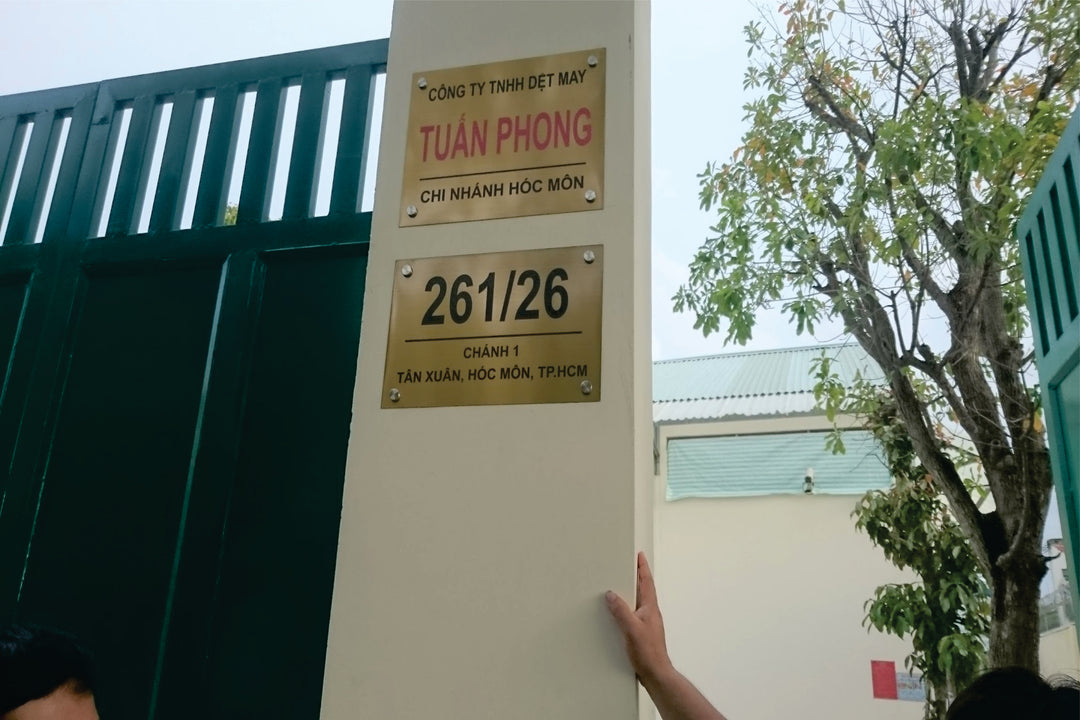 CÔNG TY TNHH DỆT MAY
TUẤN PHONG
CHI NHÁNH HÓC MÔN
261/26
CHÁNH 1
TÂN XUÂN, HÓC MÔN, TP.HCM